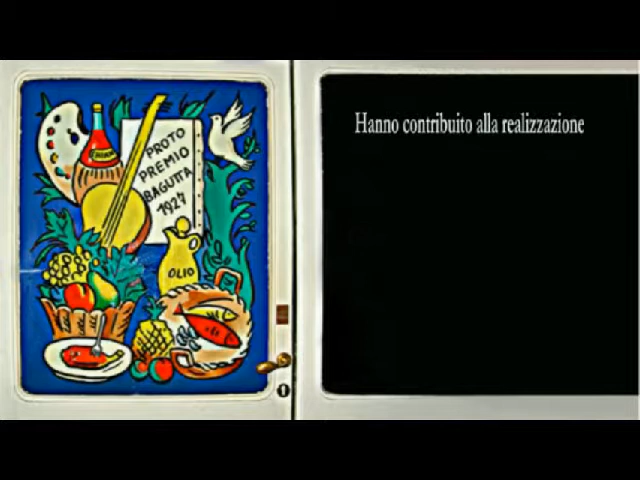 PROTO
PREMIO
BAGUTTA
1927
OLIO
Hanno contribuito alla realizzazione